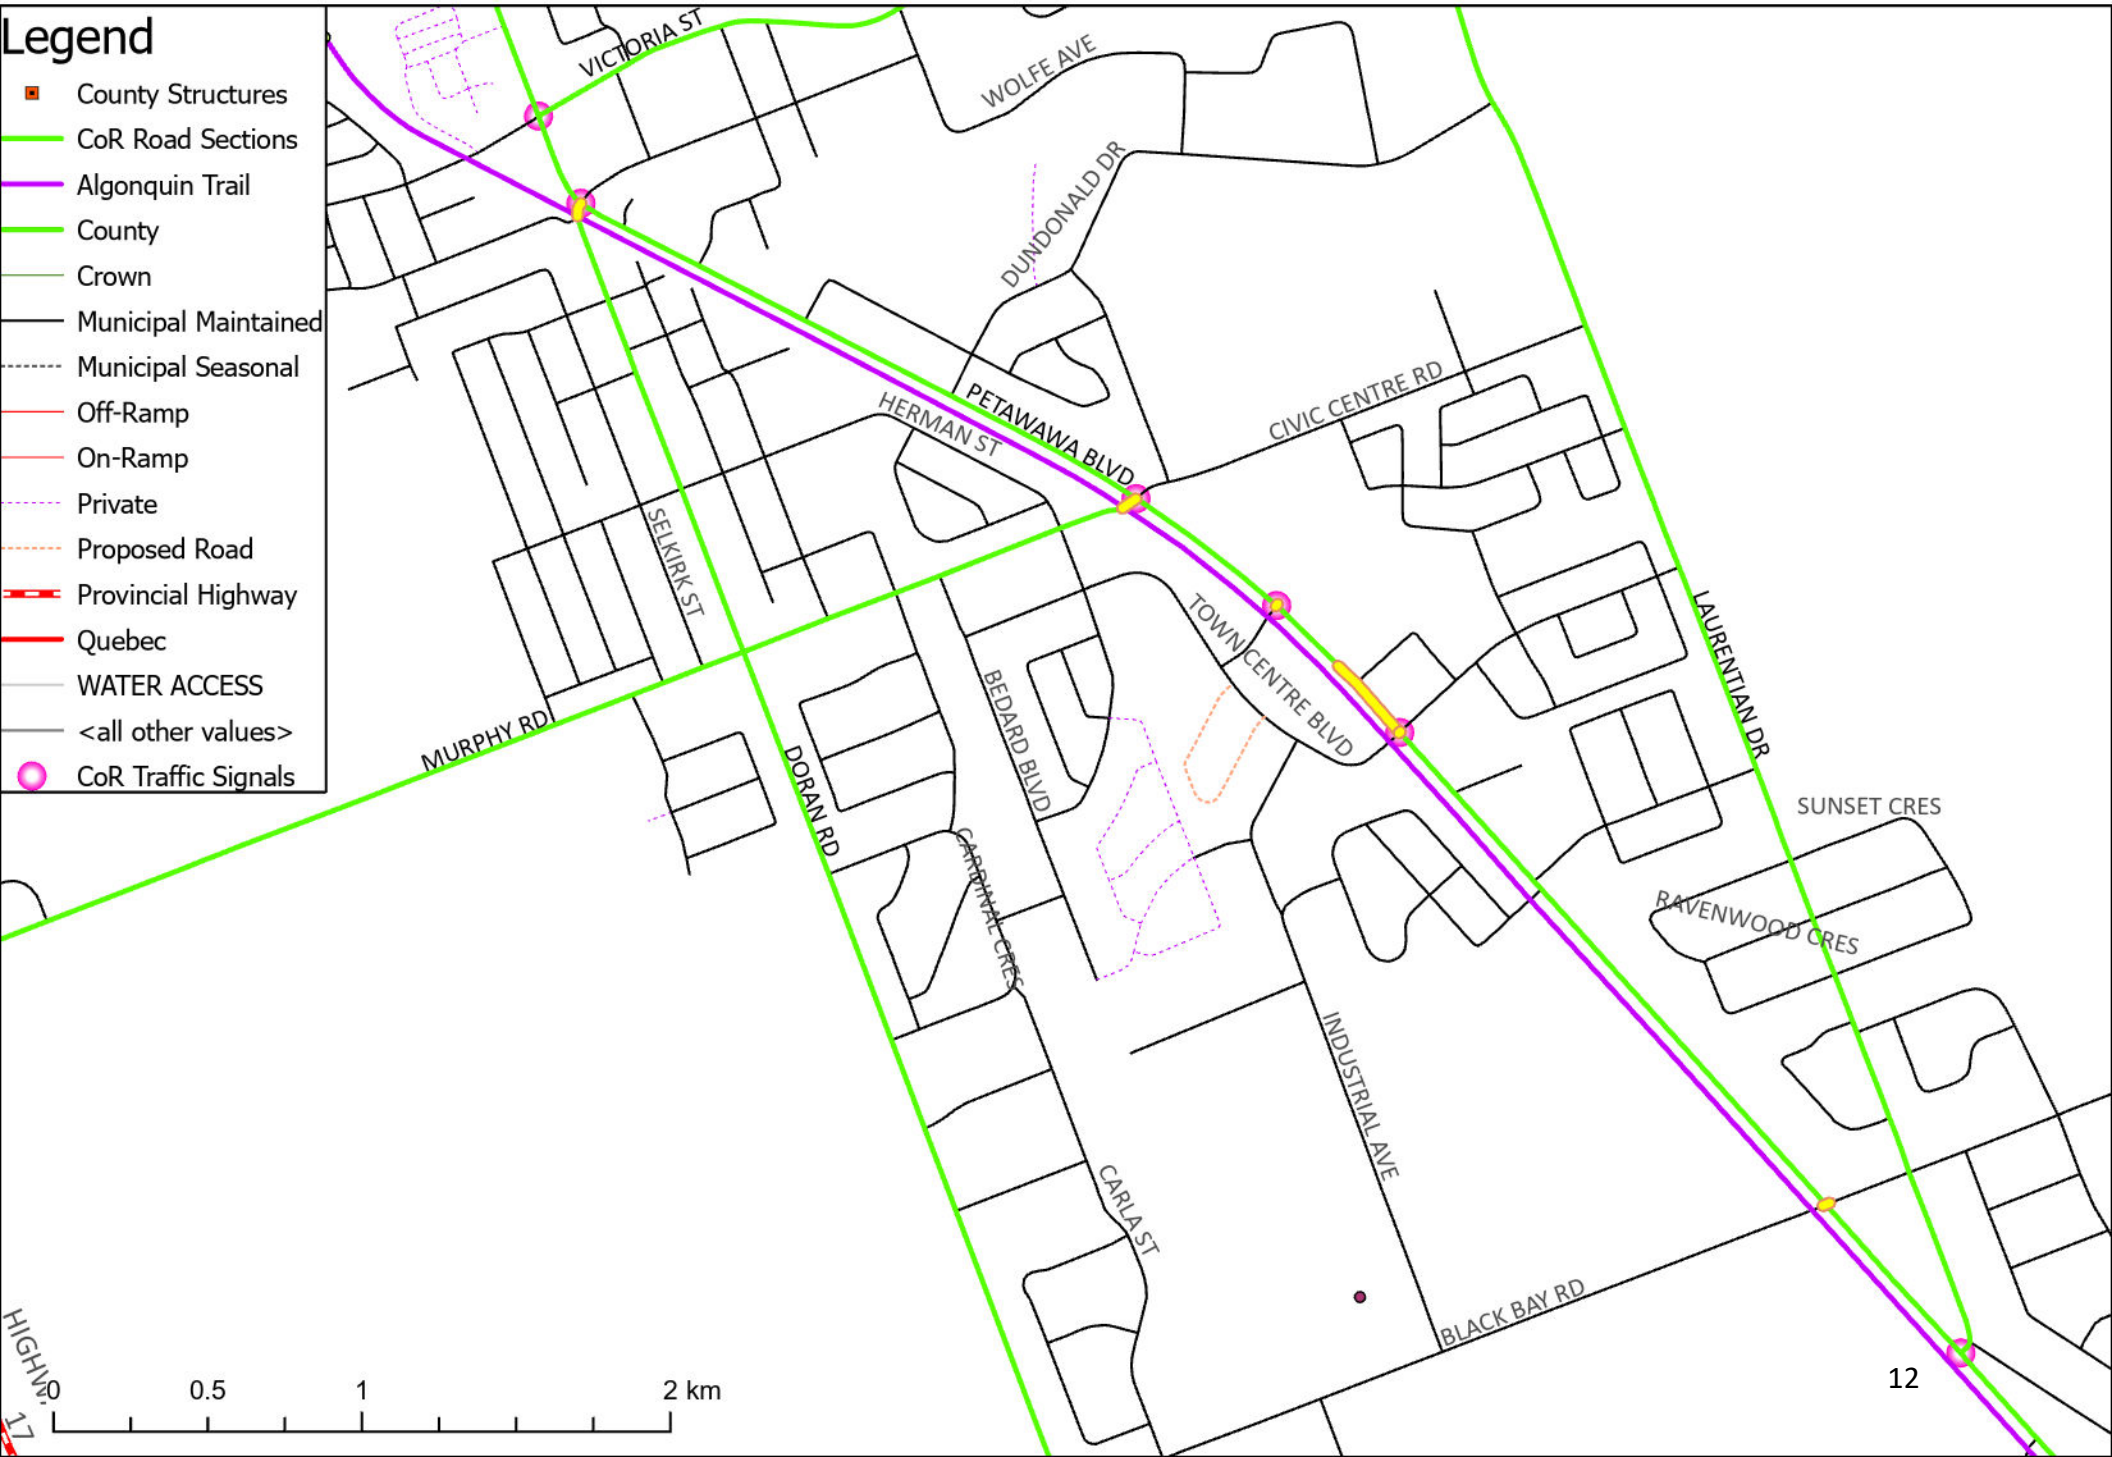 Legend
County Structures
CoR Road Sections
Algonquin Trail
County
Crown
Municipal Maintained
Municipal Seasonal
Off-Ramp
On-Ramp
Private
Proposed Road
Provincial Highway
Quebec
WATER ACCESS
<all other values>
CoR Traffic Signals
VICTORIA ST
WOLFE AVE
DUNDONALD DR
CIVIC CENTRE RD
PETAWAWA BLVD
HERMAN ST
SELKIRK ST
TOWN CENTRE BLVD
LAURENTIAN DR
BEDARD BLVD
MURPHY RD
DORAN RD
SUNSET CRES
RAVENWOOD CRES
CARDINAL CRES
INDUSTRIAL AVE
CARLA ST
BLACK BAY RD
17
0 0.5 1 2 km
12